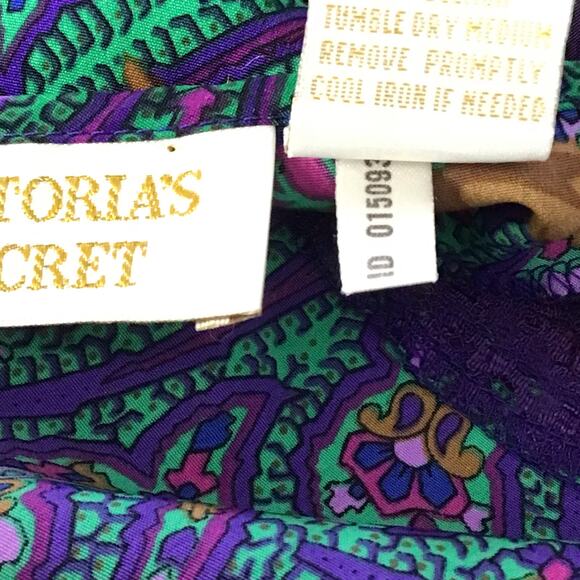 TUMBLE DRY MEDIUM
REMOVE PROMPTLY
COOL IRON IF NEEDED
TORIA'S
CRET
ID 015093